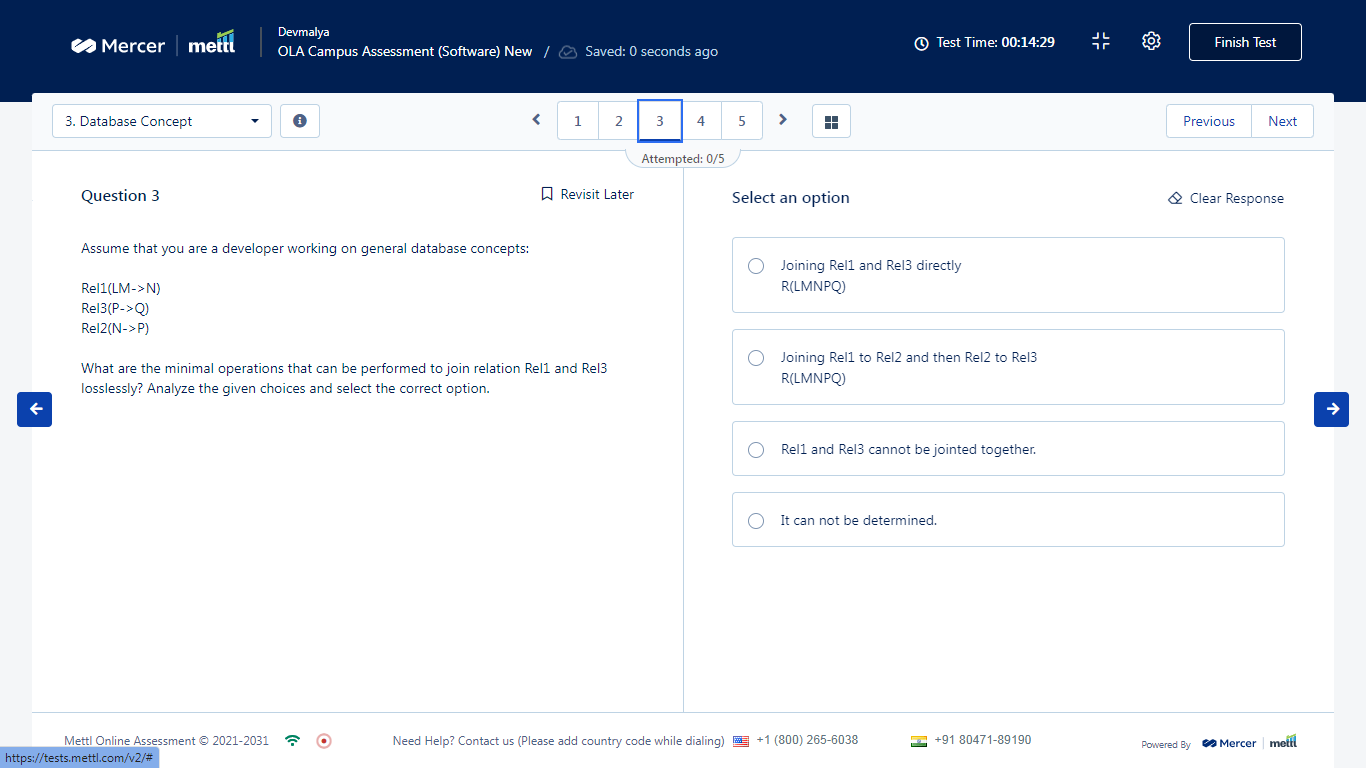 Mercer mettl
Devmalya
OLA Campus Assessment (Software) New / Saved: 0 seconds ago
Test Time: 00:14:29
Finish Test
3. Database Concept
1 2 3 4 5
Previous Next
Attempted: 0/5
Question 3
Revisit Later
Assume that you are a developer working on general database concepts:
Rel1(LM->N)
Rel3(P->Q)
Rel2(N->P)
What are the minimal operations that can be performed to join relation Rel1 and Rel3
losslessly? Analyze the given choices and select the correct option.
Select an option
Clear Response
Joining Rel1 and Rel3 directly
R(LMNPQ)
Joining Rel1 to Rel2 and then Rel2 to Rel3
R(LMNPQ)
Rel1 and Rel3 cannot be jointed together.
It can not be determined.
Mettl Online Assessment © 2021-2031
Need Help? Contact us (Please add country code while dialing) +1 (800) 265-6038 +91 80471-89190
Powered By Mercer mettl
https://tests.mettl.com/v2/#